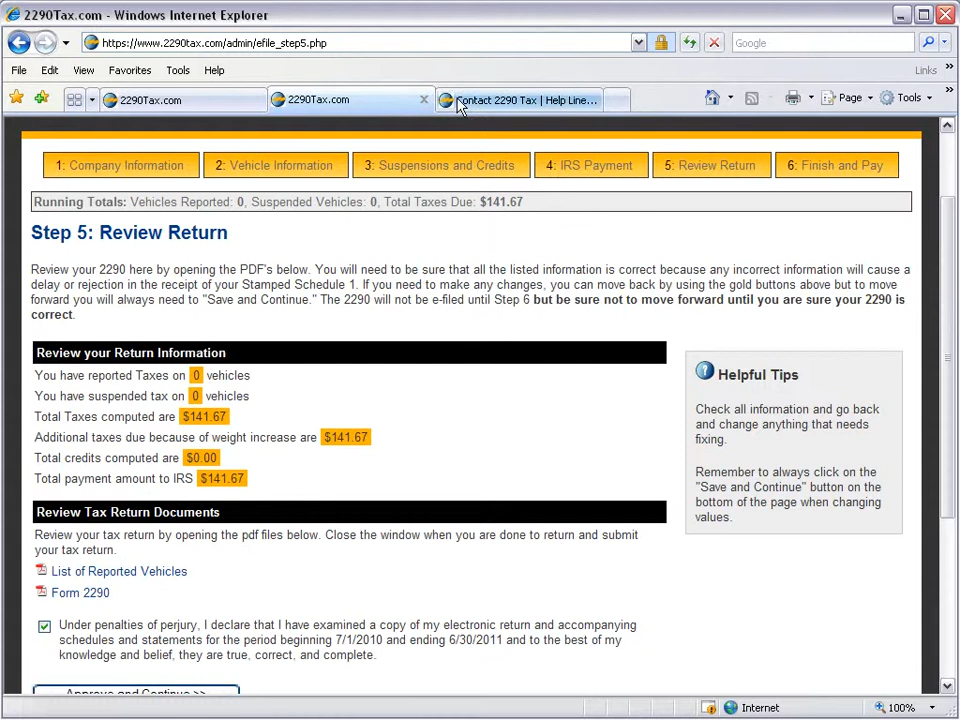 2290Tax.com - Windows Internet Explorer
https://www.2290tax.com/admin/efile_step5.php
Google
File Edit View Favorites Tools Help
Links »
2290Tax.com
2290Tax.com
Contact 2290 Tax | Help Line...
Page Tools »
1: Company Information
2: Vehicle Information
3: Suspensions and Credits
4: IRS Payment
5: Review Return
6: Finish and Pay
Running Totals: Vehicles Reported: 0, Suspended Vehicles: 0, Total Taxes Due: $141.67
Step 5: Review Return
Review your 2290 here by opening the PDF's below. You will need to be sure that all the listed information is correct because any incorrect information will cause a
delay or rejection in the receipt of your Stamped Schedule 1. If you need to make any changes, you can move back by using the gold buttons above but to move
forward you will always need to "Save and Continue." The 2290 will not be e-filed until Step 6 but be sure not to move forward until you are sure your 2290 is
correct.
Review your Return Information
You have reported Taxes on 0 vehicles
You have suspended tax on 0 vehicles
Total Taxes computed are $141.67
Additional taxes due because of weight increase are $141.67
Total credits computed are $0.00
Total payment amount to IRS $141.67
Helpful Tips
Check all information and go back
and change anything that needs
fixing.
Remember to always click on the
"Save and Continue" button on the
bottom of the page when changing
values.
Review Tax Return Documents
Review your tax return by opening the pdf files below. Close the window when you are done to return and submit
your tax return.
List of Reported Vehicles
Form 2290
Under penalties of perjury, I declare that I have examined a copy of my electronic return and accompanying
schedules and statements for the period beginning 7/1/2010 and ending 6/30/2011 and to the best of my
knowledge and belief, they are true, correct, and complete.
Approve and Continue >>
Internet
100%